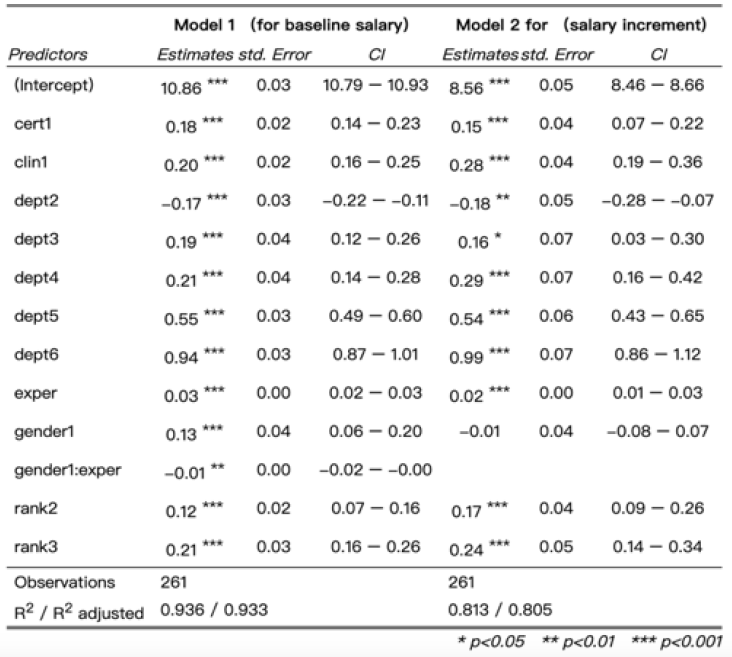 Model 1 (for baseline salary) Model 2 for (salary increment)
Predictors Estimates std. Error CI Estimates std. Error CI
(Intercept) 10.86 *** 0.03 10.79 – 10.93 8.56 *** 0.05 8.46 – 8.66
cert1 0.18 *** 0.02 0.14 – 0.23 0.15 *** 0.04 0.07 – 0.22
clin1 0.20 *** 0.02 0.16 – 0.25 0.28 *** 0.04 0.19 – 0.36
dept2 –0.17 *** 0.03 –0.22 – –0.11 –0.18 ** 0.05 –0.28 – –0.07
dept3 0.19 *** 0.04 0.12 – 0.26 0.16 * 0.07 0.03 – 0.30
dept4 0.21 *** 0.04 0.14 – 0.28 0.29 *** 0.07 0.16 – 0.42
dept5 0.55 *** 0.03 0.49 – 0.60 0.54 *** 0.06 0.43 – 0.65
dept6 0.94 *** 0.03 0.87 – 1.01 0.99 *** 0.07 0.86 – 1.12
exper 0.03 *** 0.00 0.02 – 0.03 0.02 *** 0.00 0.01 – 0.03
gender1 0.13 *** 0.04 0.06 – 0.20 –0.01 0.04 –0.08 – 0.07
gender1:exper –0.01 ** 0.00 –0.02 – –0.00
rank2 0.12 *** 0.02 0.07 – 0.16 0.17 *** 0.04 0.09 – 0.26
rank3 0.21 *** 0.03 0.16 – 0.26 0.24 *** 0.05 0.14 – 0.34
Observations 261 261
R² / R² adjusted 0.936 / 0.933 0.813 / 0.805
* p<0.05 ** p<0.01 *** p<0.001